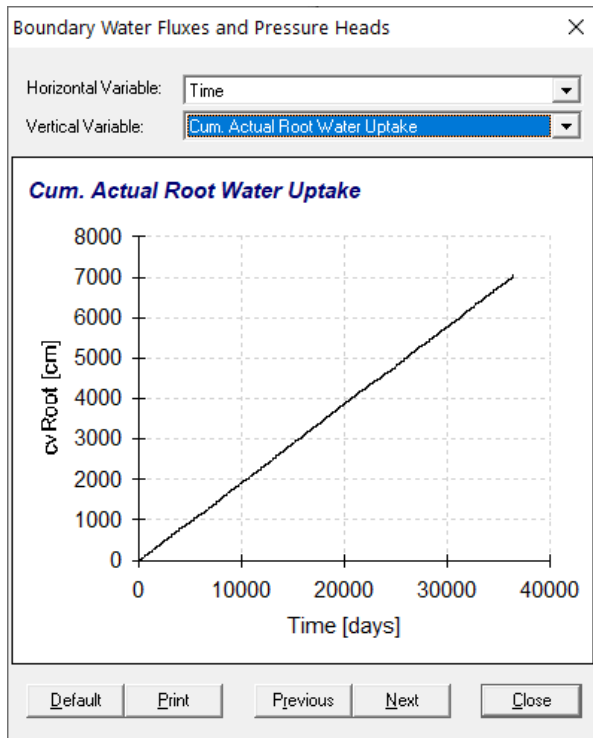 Boundary Water Fluxes and Pressure Heads
Horizontal Variable: Time
Vertical Variable: Cum. Actual Root Water Uptake
Cum. Actual Root Water Uptake
8000
7000
6000
5000
4000
3000
2000
1000
0
cvRoot [cm]
0 10000 20000 30000 40000
Time [days]
Default Print Previous Next Close